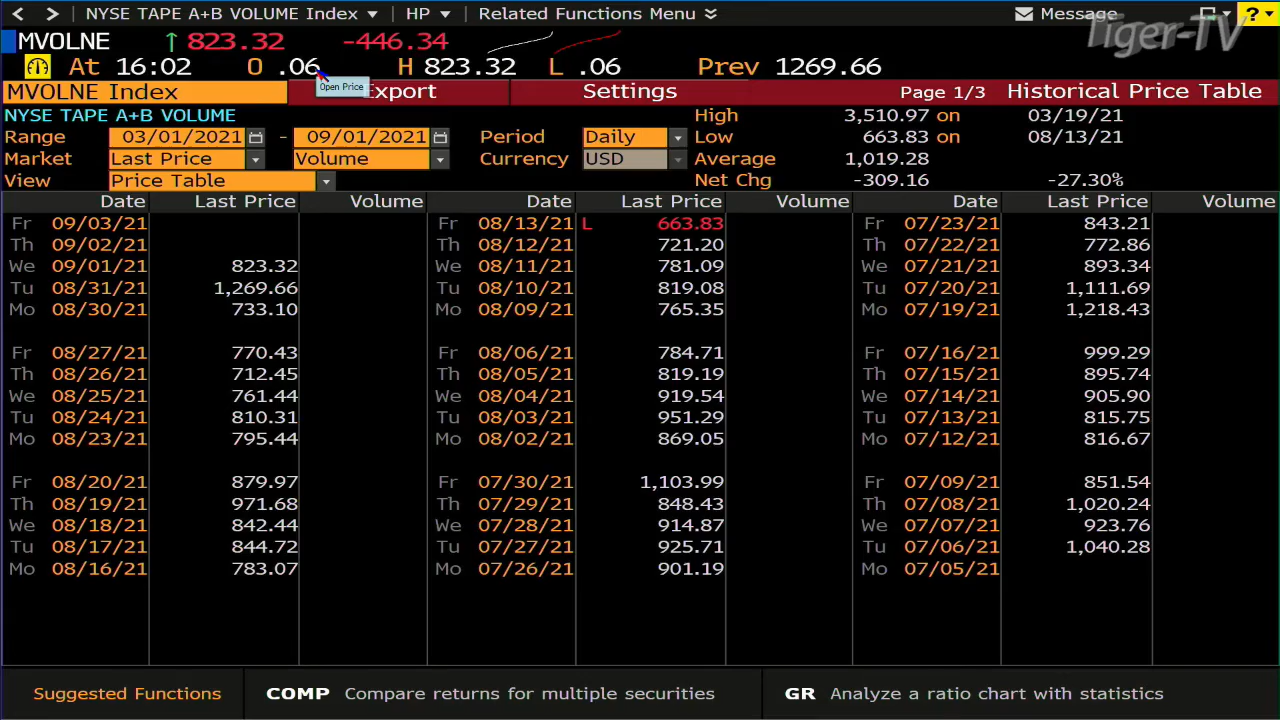 NYSE TAPE A+B VOLUME Index HP Related Functions Menu Message ?
Tiger-TV
MVOLNE ↑ 823.32 -446.34
At 16:02 O .06 H 823.32 L .06 Prev 1269.66
Open Price
MVOLNE Index Export Settings Page 1/3 Historical Price Table
NYSE TAPE A+B VOLUME High 3,510.97 on 03/19/21
Range 03/01/2021 - 09/01/2021 Period Daily Low 663.83 on 08/13/21
Market Last Price Volume Currency USD Average 1,019.28
View Price Table Net Chg -309.16 -27.30%
Date Last Price Volume Date Last Price Volume Date Last Price Volume
Fr 09/03/21 Fr 08/13/21 L 663.83 Fr 07/23/21 843.21
Th 09/02/21 Th 08/12/21 721.20 Th 07/22/21 772.86
We 09/01/21 823.32 We 08/11/21 781.09 We 07/21/21 893.34
Tu 08/31/21 1,269.66 Tu 08/10/21 819.08 Tu 07/20/21 1,111.69
Mo 08/30/21 733.10 Mo 08/09/21 765.35 Mo 07/19/21 1,218.43
Fr 08/27/21 770.43 Fr 08/06/21 784.71 Fr 07/16/21 999.29
Th 08/26/21 712.45 Th 08/05/21 819.19 Th 07/15/21 895.74
We 08/25/21 761.44 We 08/04/21 919.54 We 07/14/21 905.90
Tu 08/24/21 810.31 Tu 08/03/21 951.29 Tu 07/13/21 815.75
Mo 08/23/21 795.44 Mo 08/02/21 869.05 Mo 07/12/21 816.67
Fr 08/20/21 879.97 Fr 07/30/21 1,103.99 Fr 07/09/21 851.54
Th 08/19/21 971.68 Th 07/29/21 848.43 Th 07/08/21 1,020.24
We 08/18/21 842.44 We 07/28/21 914.87 We 07/07/21 923.76
Tu 08/17/21 844.72 Tu 07/27/21 925.71 Tu 07/06/21 1,040.28
Mo 08/16/21 783.07 Mo 07/26/21 901.19 Mo 07/05/21
Suggested Functions COMP Compare returns for multiple securities GR Analyze a ratio chart with statistics